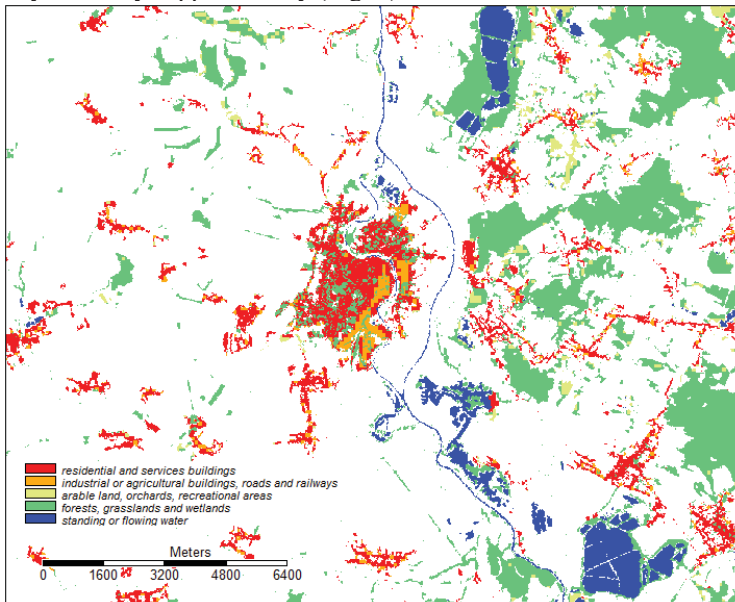 residential and services buildings
industrial or agricultural buildings, roads and railways
arable land, orchards, recreational areas
forests, grasslands and wetlands
standing or flowing water
Meters
0 1600 3200 4800 6400